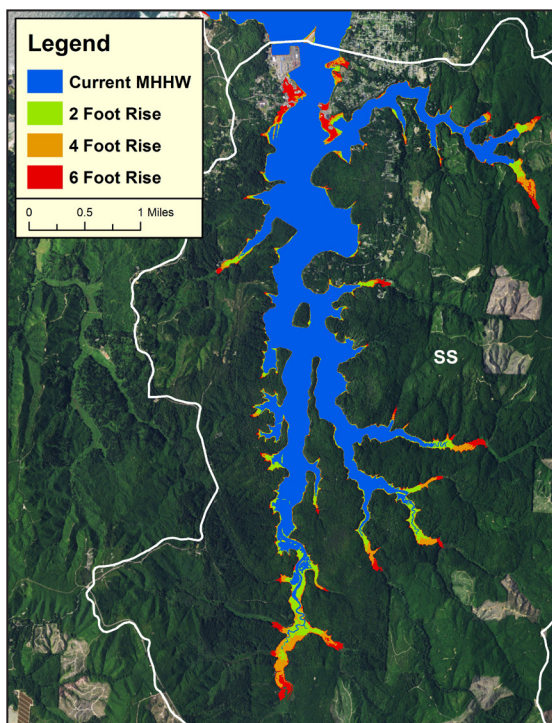 Legend
Current MHHW
2 Foot Rise
4 Foot Rise
6 Foot Rise
0 0.5 1 Miles
SS